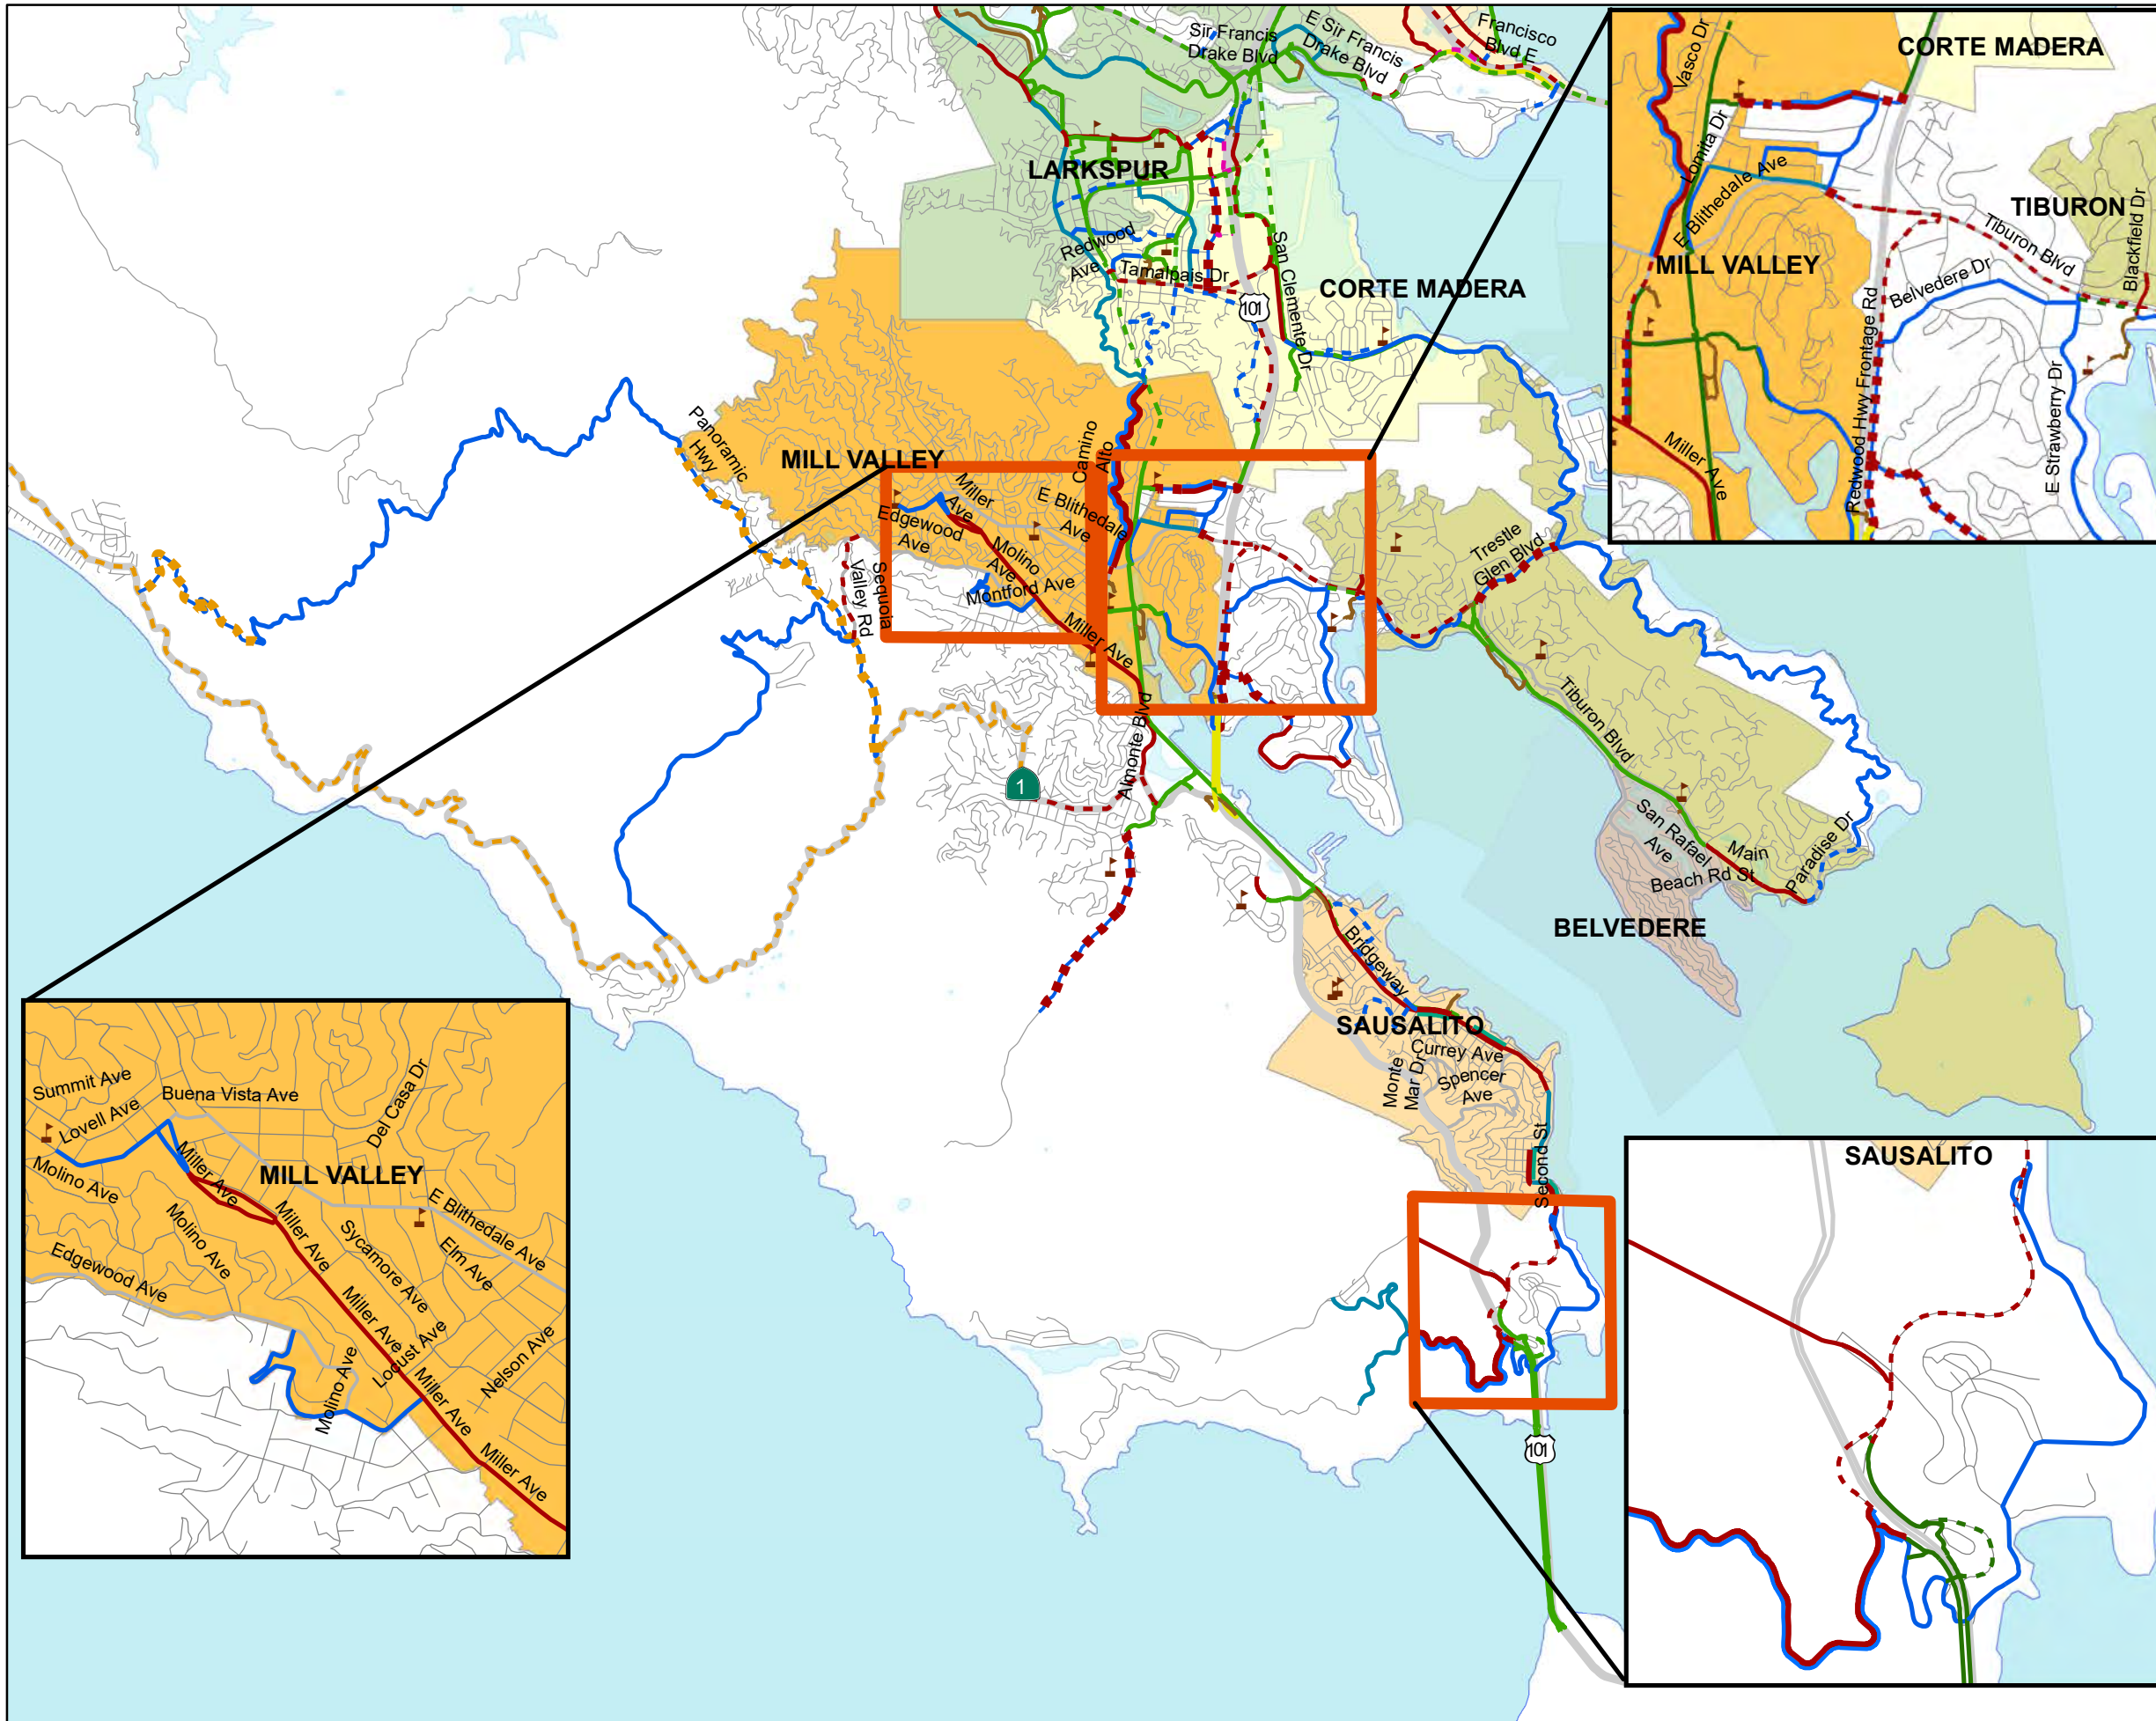 Sir Francis
Drake Blvd
E Sir Francis
Drake Blvd
Francisco
Blvd E
LARKSPUR
Redwood
Ave
Tamalpais Dr
San Clemente Dr
101
CORTE MADERA
Panoramic
Hwy
MILL VALLEY
Camino
Alto
Miller
Ave
E Blithedale
Ave
Edgewood
Ave
Molino
Ave
Montford Ave
Sequoia
Valley Rd
Miller Ave
Almonte Blvd
1
Trestle
Glen Blvd
Tiburon Blvd
San Rafael
Ave
Main
Beach Rd St
Paradise Dr
BELVEDERE
Bridgeway
SAUSALITO
Currey Ave
Monte
Mar Dr
Spencer
Ave
Second St
101
Vasco Dr
CORTE MADERA
Lomita Dr
E Blithedale Ave
TIBURON
Blackfield Dr
Tiburon Blvd
MILL VALLEY
Belvedere Dr
Redwood Hwy Frontage Rd
E Strawberry Dr
Miller Ave
Summit Ave
Buena Vista Ave
Del Casa Dr
Lovell Ave
Molino Ave
Miller Ave
MILL VALLEY
E Blithedale Ave
Molino Ave
Miller Ave
Sycamore Ave
Elm Ave
Edgewood Ave
Miller Ave
Locust Ave
Nelson Ave
Molino Ave
Miller Ave
Miller Ave
SAUSALITO